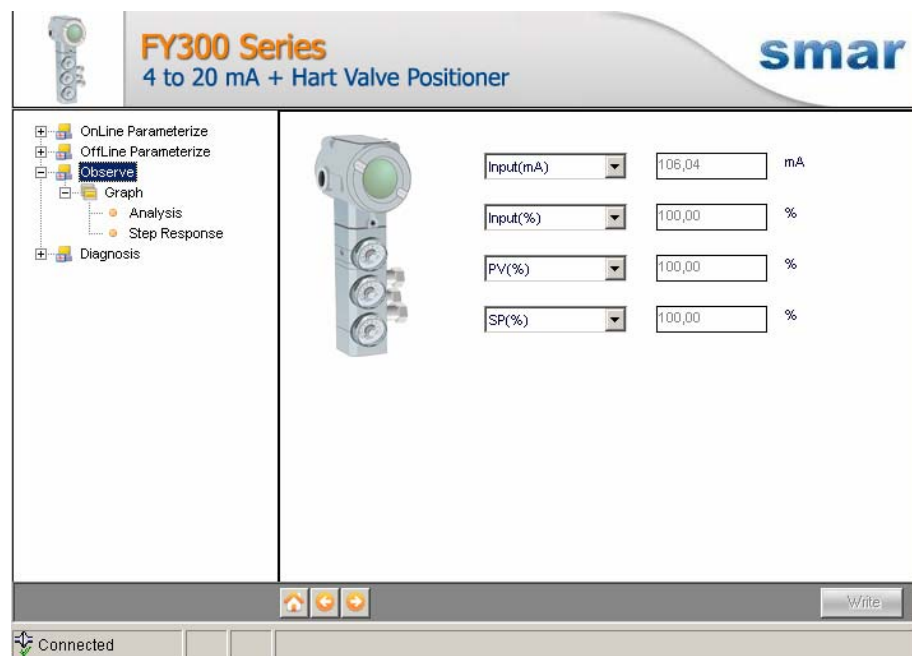 FY300 Series
4 to 20 mA + Hart Valve Positioner
smar
OnLine Parameterize
OffLine Parameterize
Observe
Graph
Analysis
Step Response
Diagnosis
Input(mA) 106,04 mA
Input(%) 100,00 %
PV(%) 100,00 %
SP(%) 100,00 %
Write
Connected